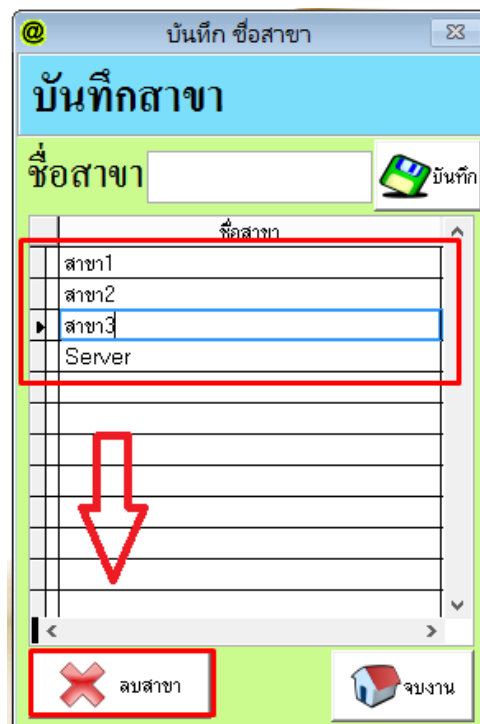 @ บันทึก ชื่อสาขา
บันทึกสาขา
ชื่อสาขา
บันทึก
ชื่อสาขา
สาขา1
สาขา2
สาขา3
Server
ลบสาขา
จบงาน